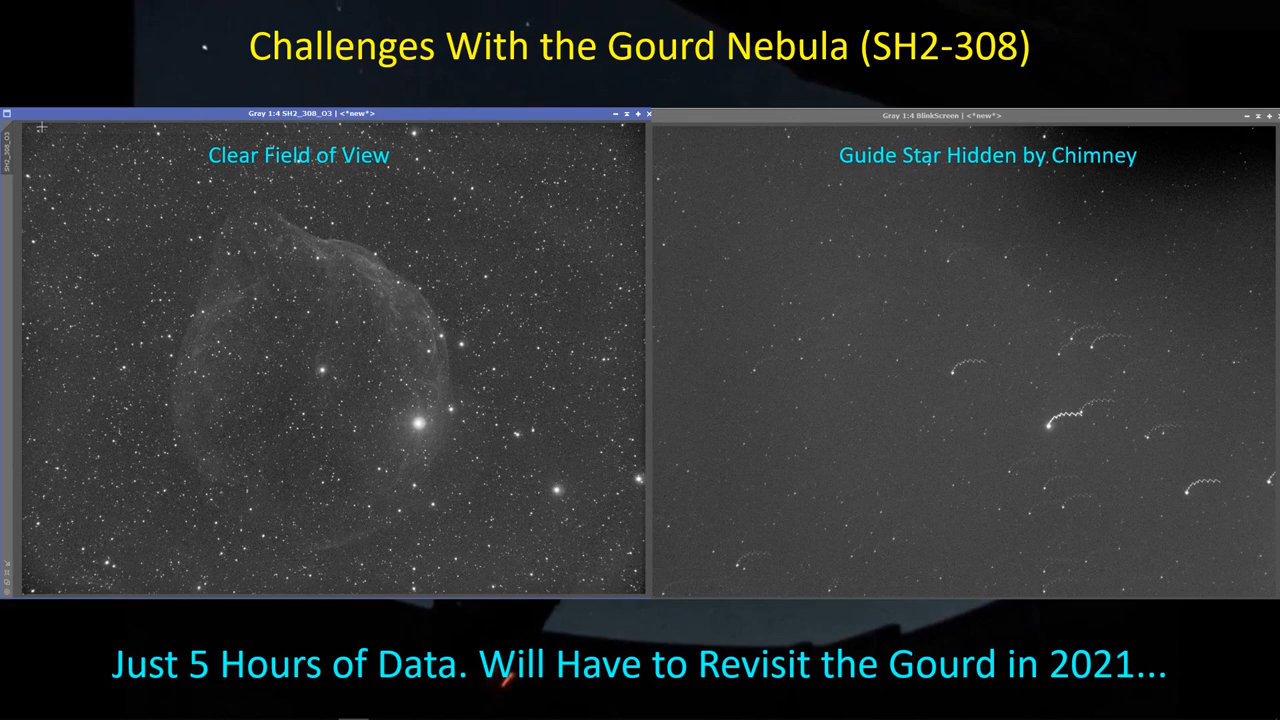 Challenges With the Gourd Nebula (SH2-308)
Gray 1:4 SH2_308_O3 | <*new*>
Gray 1:4 BlinkScreen | <*new*>
SH2_308_O3
Clear Field of View
Guide Star Hidden by Chimney
Just 5 Hours of Data. Will Have to Revisit the Gourd in 2021...